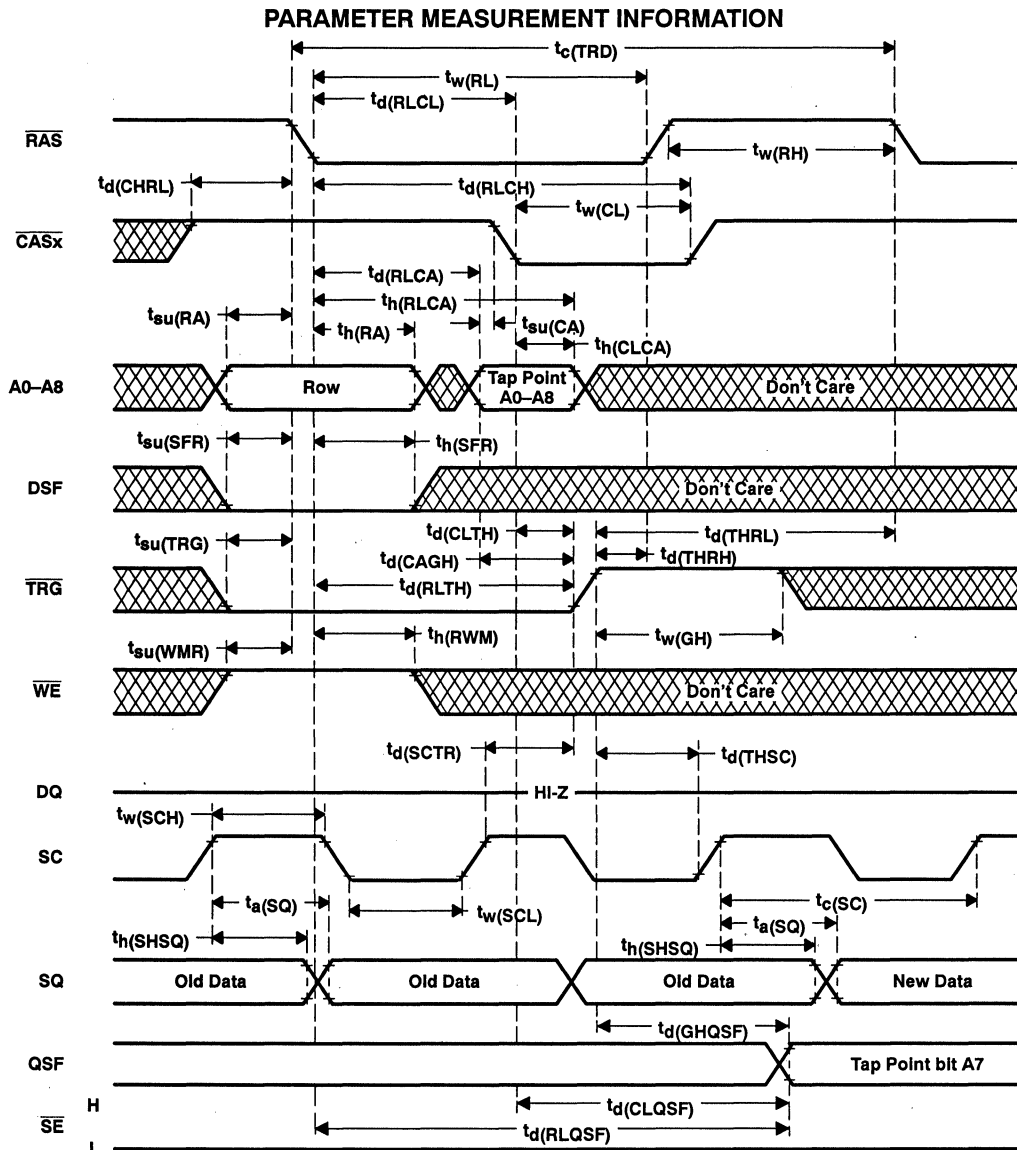 PARAMETER MEASUREMENT INFORMATION
tc(TRD)
tw(RL)
td(RLCL)
RAS
tw(RH)
td(CHRL)
td(RLCH)
tw(CL)
CASx
td(RLCA)
th(RLCA)
tsu(RA)
th(RA)
tsu(CA)
th(CLCA)
A0–A8
Row
Tap Point
A0–A8
Don't Care
tsu(SFR)
th(SFR)
DSF
Don't Care
tsu(TRG)
td(CLTH)
td(THRL)
td(CAGH)
td(THRH)
TRG
td(RLTH)
tsu(WMR)
th(RWM)
tw(GH)
WE
Don't Care
td(SCTR)
td(THSC)
DQ
HI-Z
tw(SCH)
SC
ta(SQ)
tw(SCL)
tc(SC)
ta(SQ)
th(SHSQ)
th(SHSQ)
SQ
Old Data
Old Data
Old Data
New Data
td(GHQSF)
QSF
Tap Point bit A7
H
td(CLQSF)
SE
td(RLQSF)